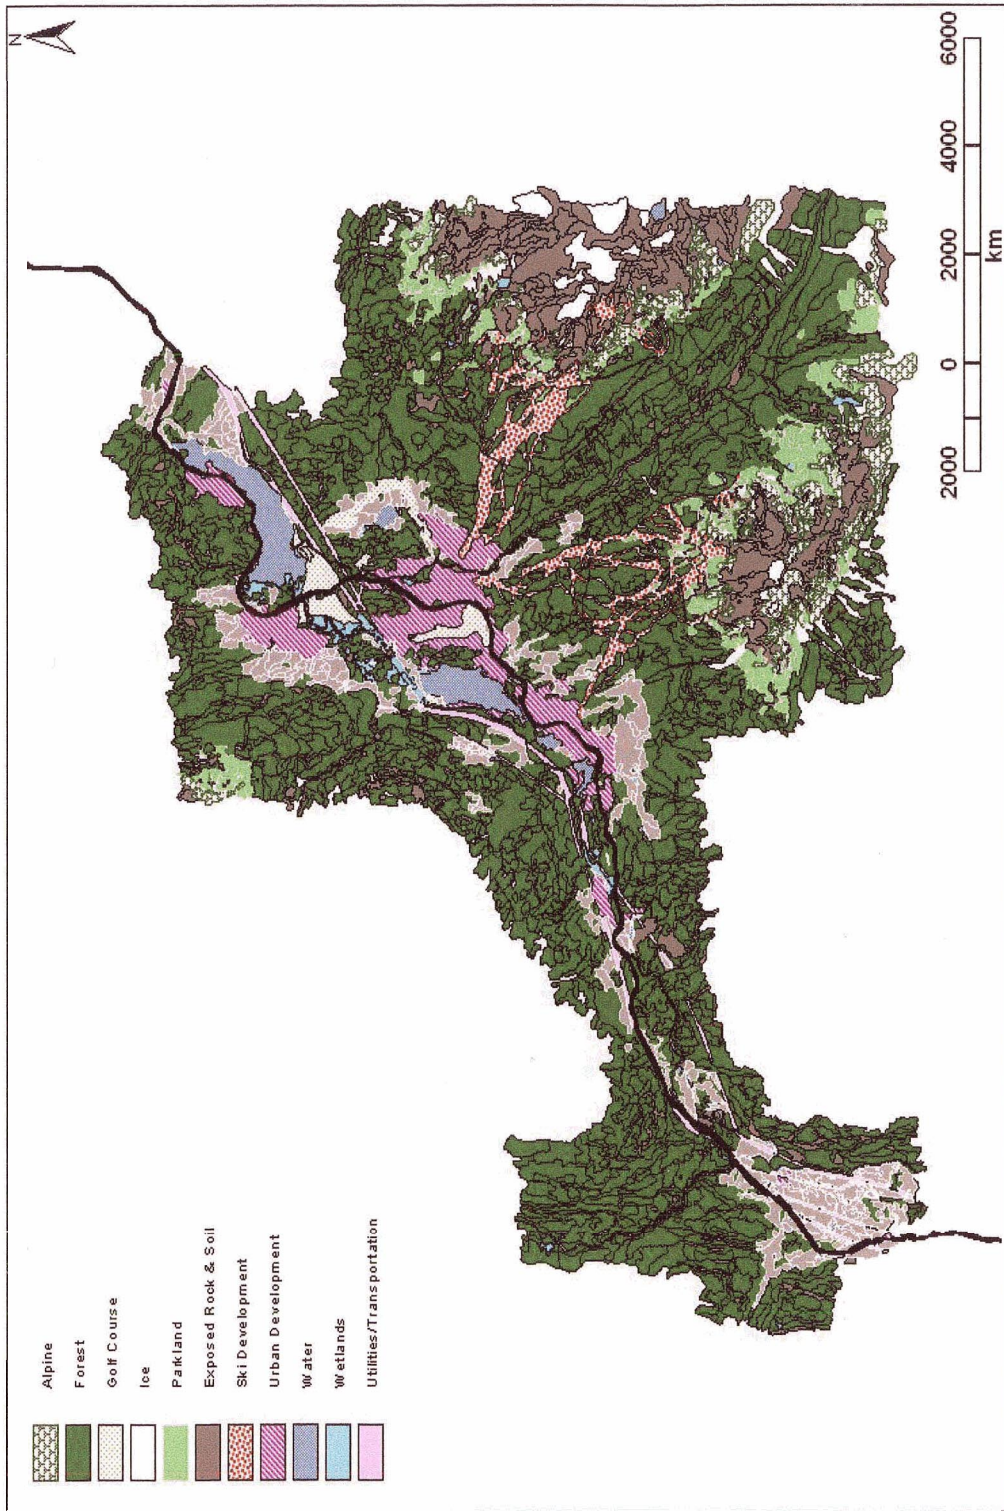 N
Alpine
Forest
Golf Course
Ice
Parkland
Exposed Rock & Soil
Ski Development
Urban Development
Water
Wetlands
Utilities/Transportation
2000 0 2000 4000 6000
km